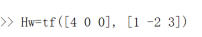 >> Hw=tf([4 0 0], [1 -2 3])